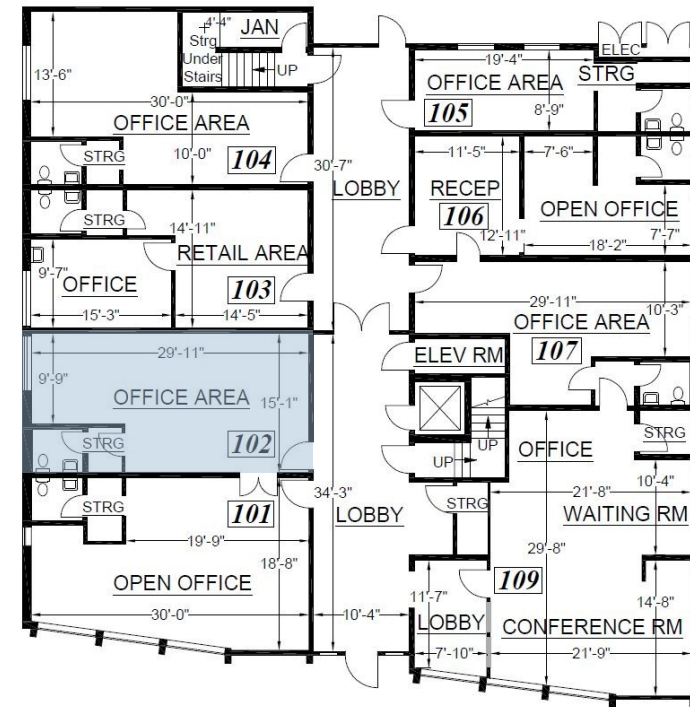 4'-4"
JAN
Strg
Under
Stairs
UP
13'-6"
30'-0"
OFFICE AREA
STRG
10'-0"
104
30'-7"
LOBBY
19'-4"
ELEC
OFFICE AREA
STRG
105
8'-9"
11'-5"
7'-6"
RECEP
106
OPEN OFFICE
12'-11"
18'-2"
7'-7"
STRG
14'-11"
RETAIL AREA
9'-7"
OFFICE
103
15'-3"
14'-5"
29'-11"
10'-3"
OFFICE AREA
107
29'-11"
9'-9"
OFFICE AREA
15'-1"
STRG
102
ELEV RM
UP
UP
OFFICE
STRG
10'-4"
21'-8"
WAITING RM
STRG
101
34'-3"
LOBBY
STRG
19'-9"
18'-8"
OPEN OFFICE
30'-0"
10'-4"
29'-8"
109
11'-7"
LOBBY
7'-10"
14'-8"
CONFERENCE RM
21'-9"